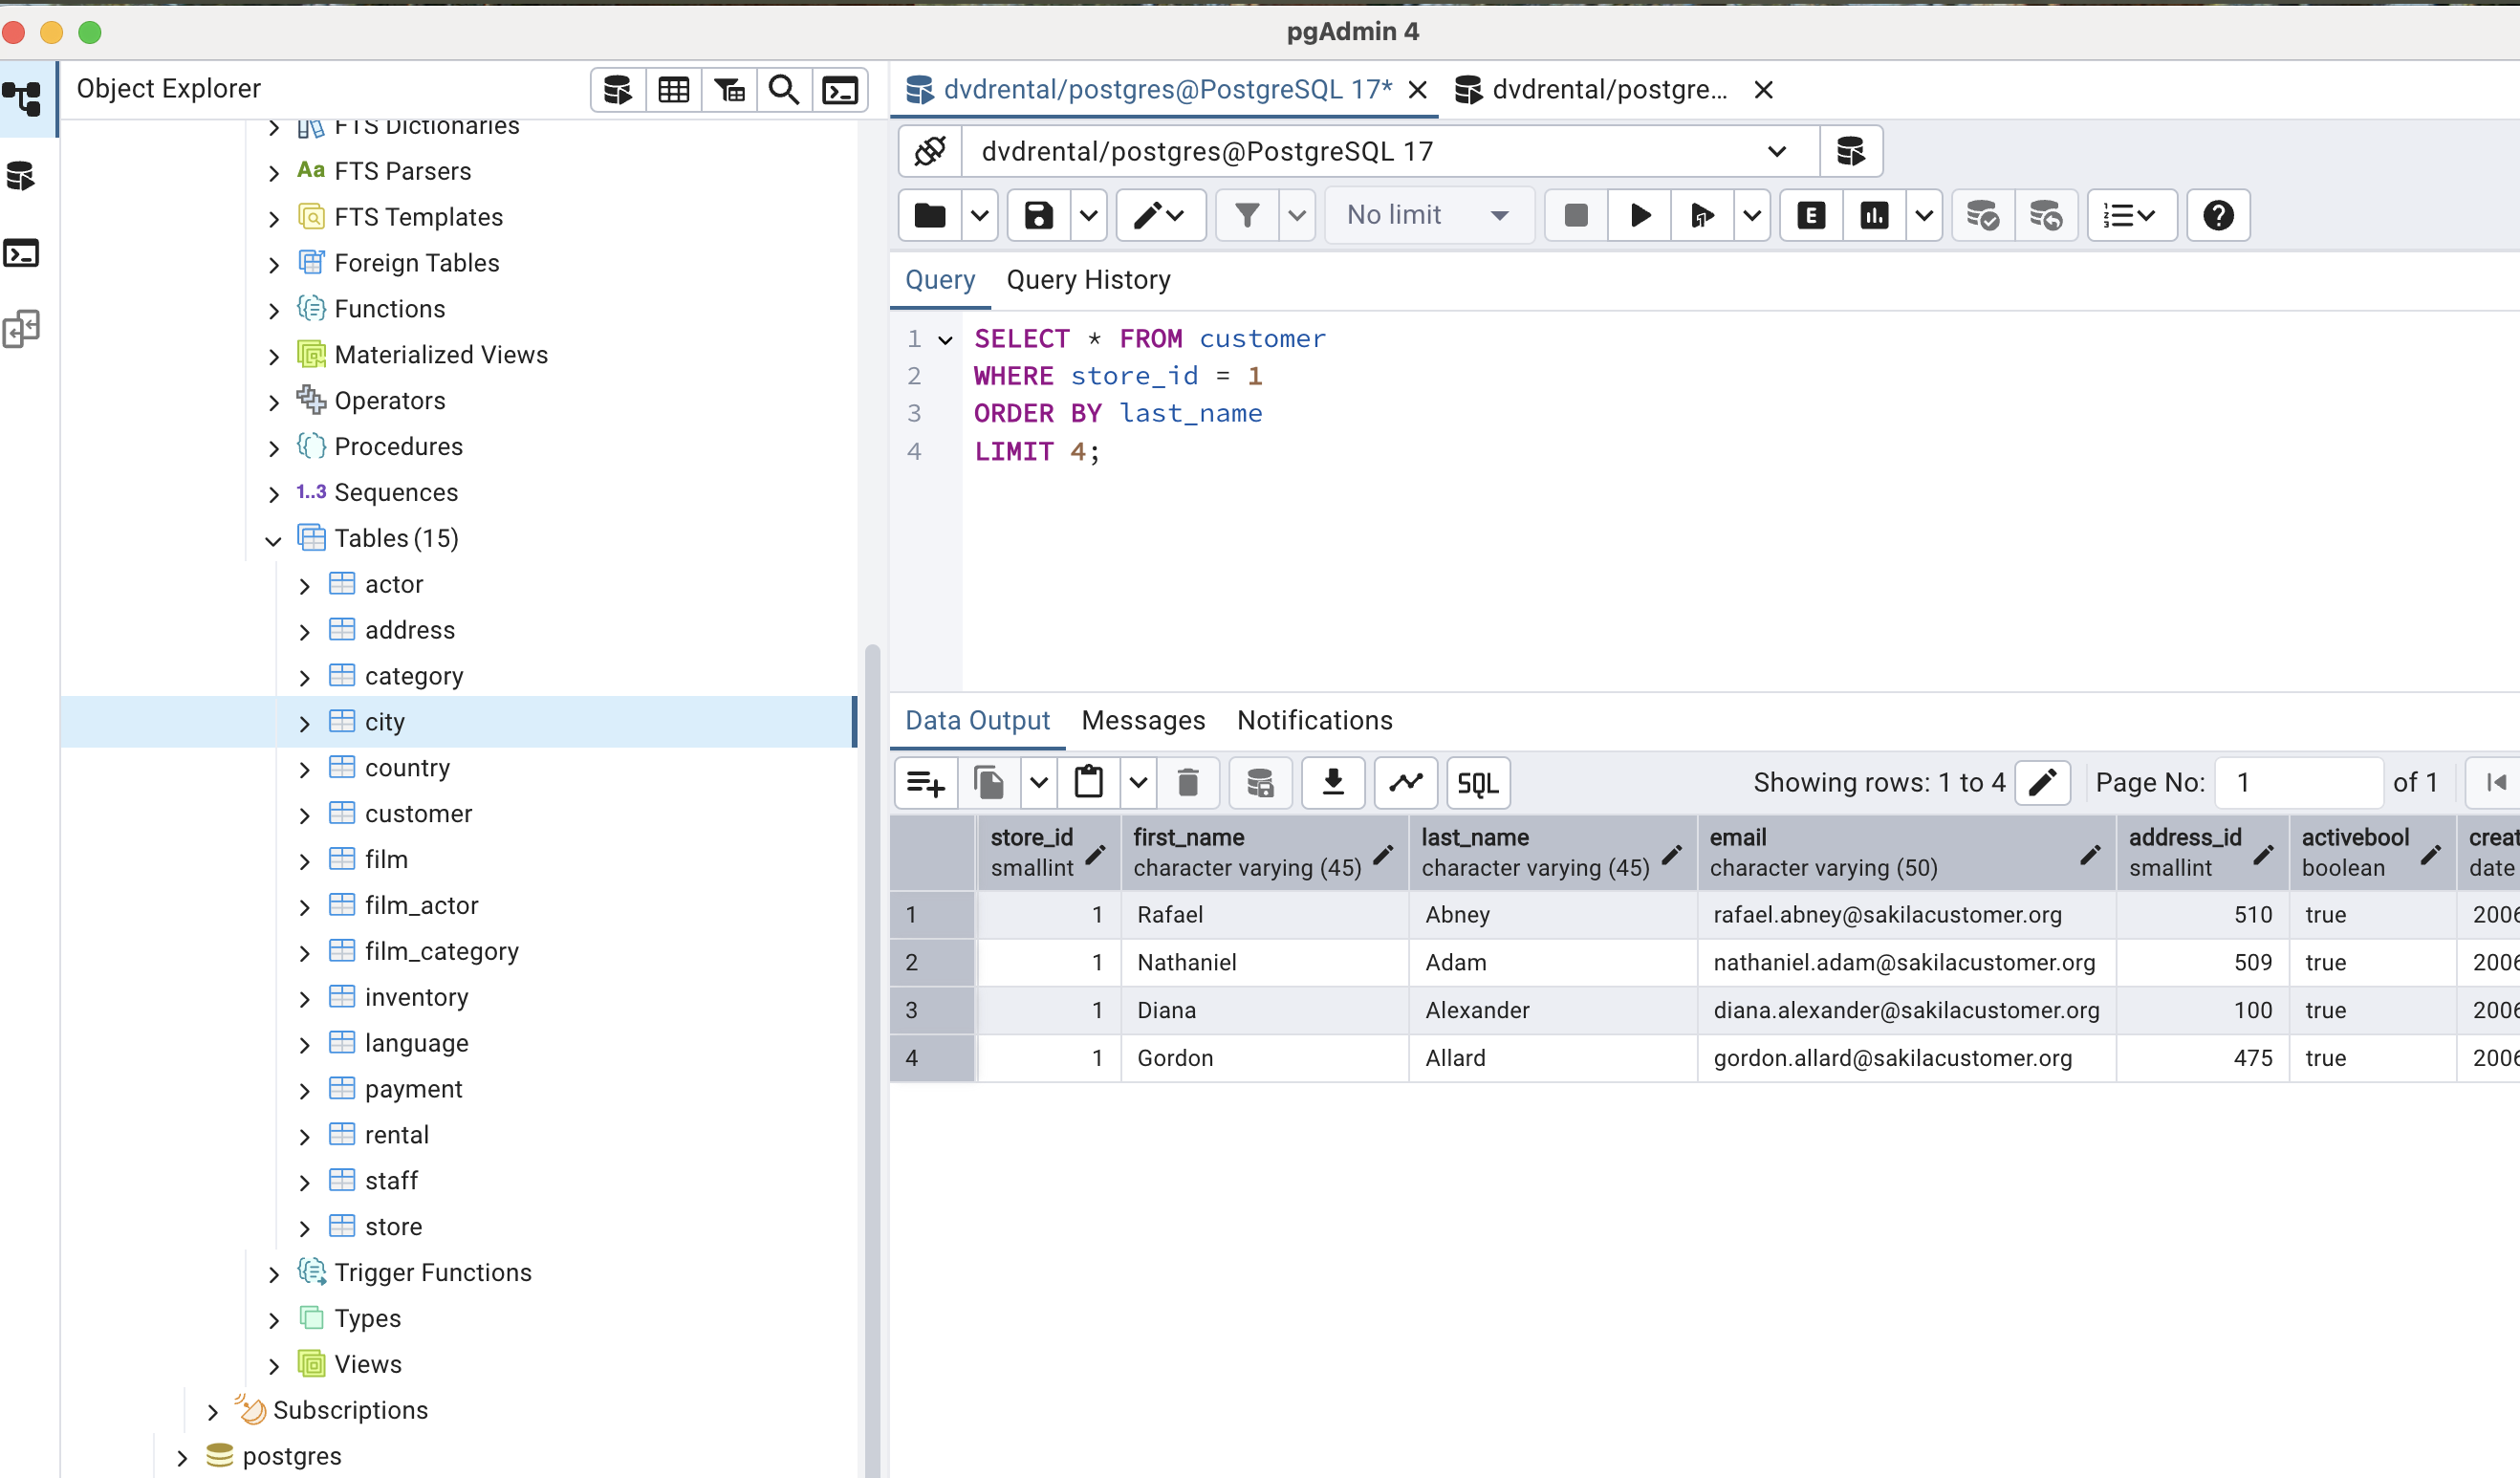 pgAdmin 4
Object Explorer
FTS Dictionaries
Aa FTS Parsers
FTS Templates
Foreign Tables
Functions
Materialized Views
Operators
Procedures
1..3 Sequences
Tables (15)
actor
address
category
city
country
customer
film
film_actor
film_category
inventory
language
payment
rental
staff
store
Trigger Functions
Types
Views
Subscriptions
postgres
dvdrental/postgres@PostgreSQL 17*
dvdrental/postgre...
dvdrental/postgres@PostgreSQL 17
No limit
E
Query Query History
1 SELECT * FROM customer
2 WHERE store_id = 1
3 ORDER BY last_name
4 LIMIT 4;
Data Output Messages Notifications
SQL Showing rows: 1 to 4 Page No: 1 of 1
store_id first_name last_name email address_id activebool creat
smallint character varying (45) character varying (45) character varying (50) smallint boolean date
1 1 Rafael Abney rafael.abney@sakilacustomer.org 510 true 2006
2 1 Nathaniel Adam nathaniel.adam@sakilacustomer.org 509 true 2006
3 1 Diana Alexander diana.alexander@sakilacustomer.org 100 true 2006
4 1 Gordon Allard gordon.allard@sakilacustomer.org 475 true 2006